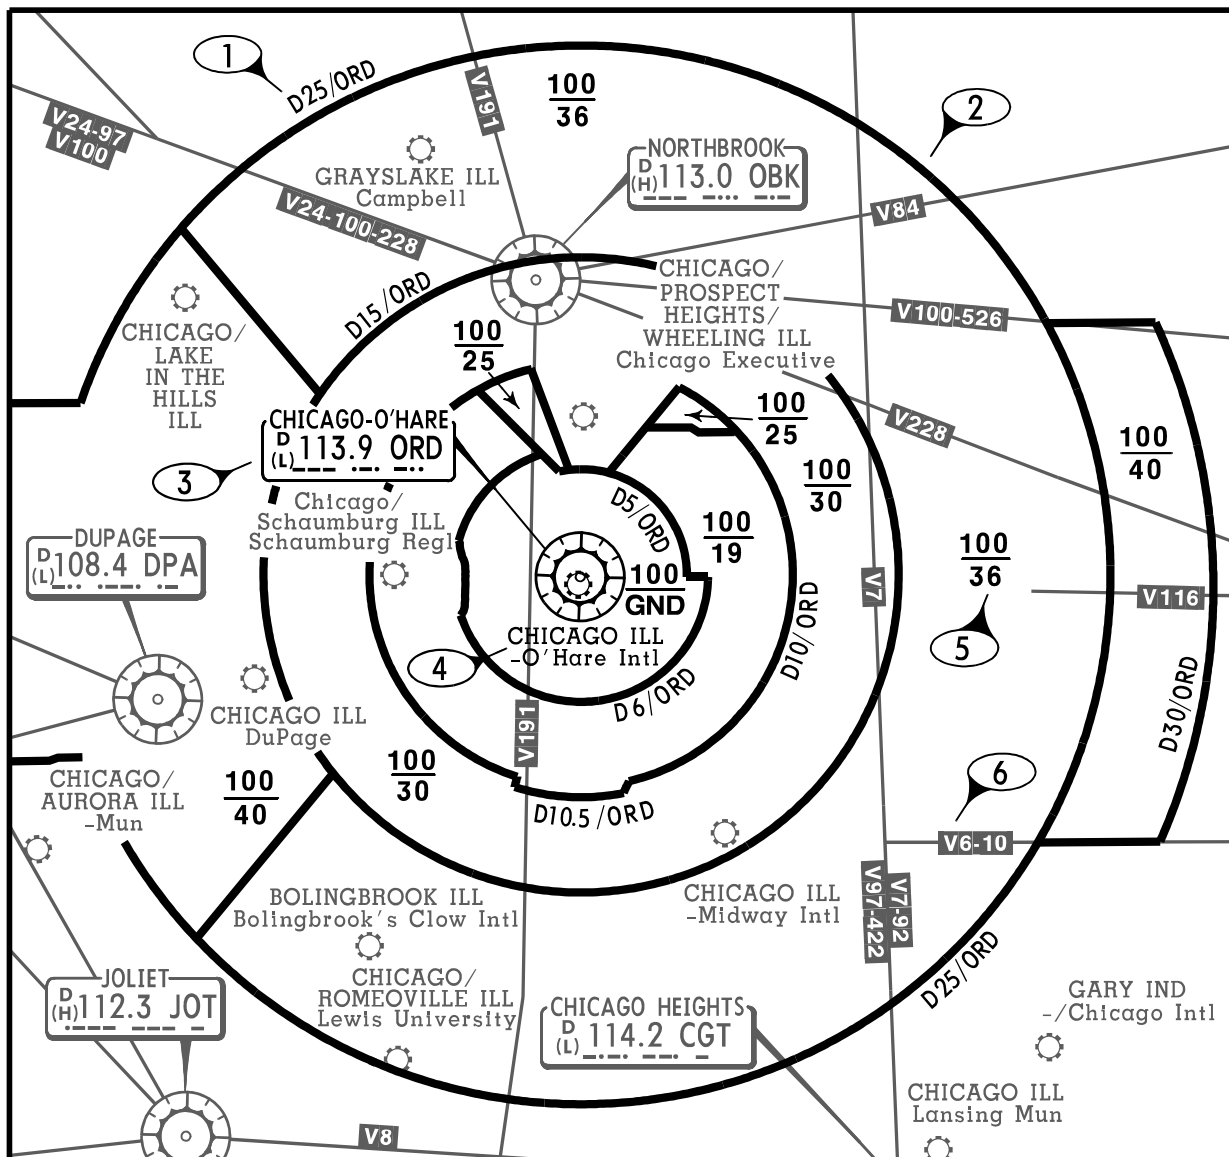 1
D25/ORD
V191
100
36
2
V24-97
V100
NORTHBROOK
D
(H) 113.0 OBK
GRAYSLAKE ILL
Campbell
V24-100-228
V84
CHICAGO/
PROSPECT
HEIGHTS/
WHEELING ILL
Chicago Executive
D15/ORD
V100-526
CHICAGO/
LAKE
IN THE
HILLS
ILL
100
25
100
25
V228
100
40
CHICAGO-O'HARE
D
(L) 113.9 ORD
3
100
30
Chicago/
Schaumburg ILL
Schaumburg Regl
D5/ORD
100
19
DUPAGE
D
(L) 108.4 DPA
100
36
100
GND
V7
V116
CHICAGO ILL
-O'Hare Intl
4
5
D10/ORD
D6/ORD
D30/ORD
CHICAGO ILL
DuPage
V191
CHICAGO/
AURORA ILL
-Mun
100
40
100
30
6
D10.5/ORD
V6-10
BOLINGBROOK ILL
Bolingbrook's Clow Intl
CHICAGO ILL
-Midway Intl
V97-422
V7-92
D25/ORD
JOLIET
D
(H) 112.3 JOT
CHICAGO/
ROMEOVILLE ILL
Lewis University
CHICAGO HEIGHTS
D
(L) 114.2 CGT
GARY IND
-/Chicago Intl
CHICAGO ILL
Lansing Mun
V8